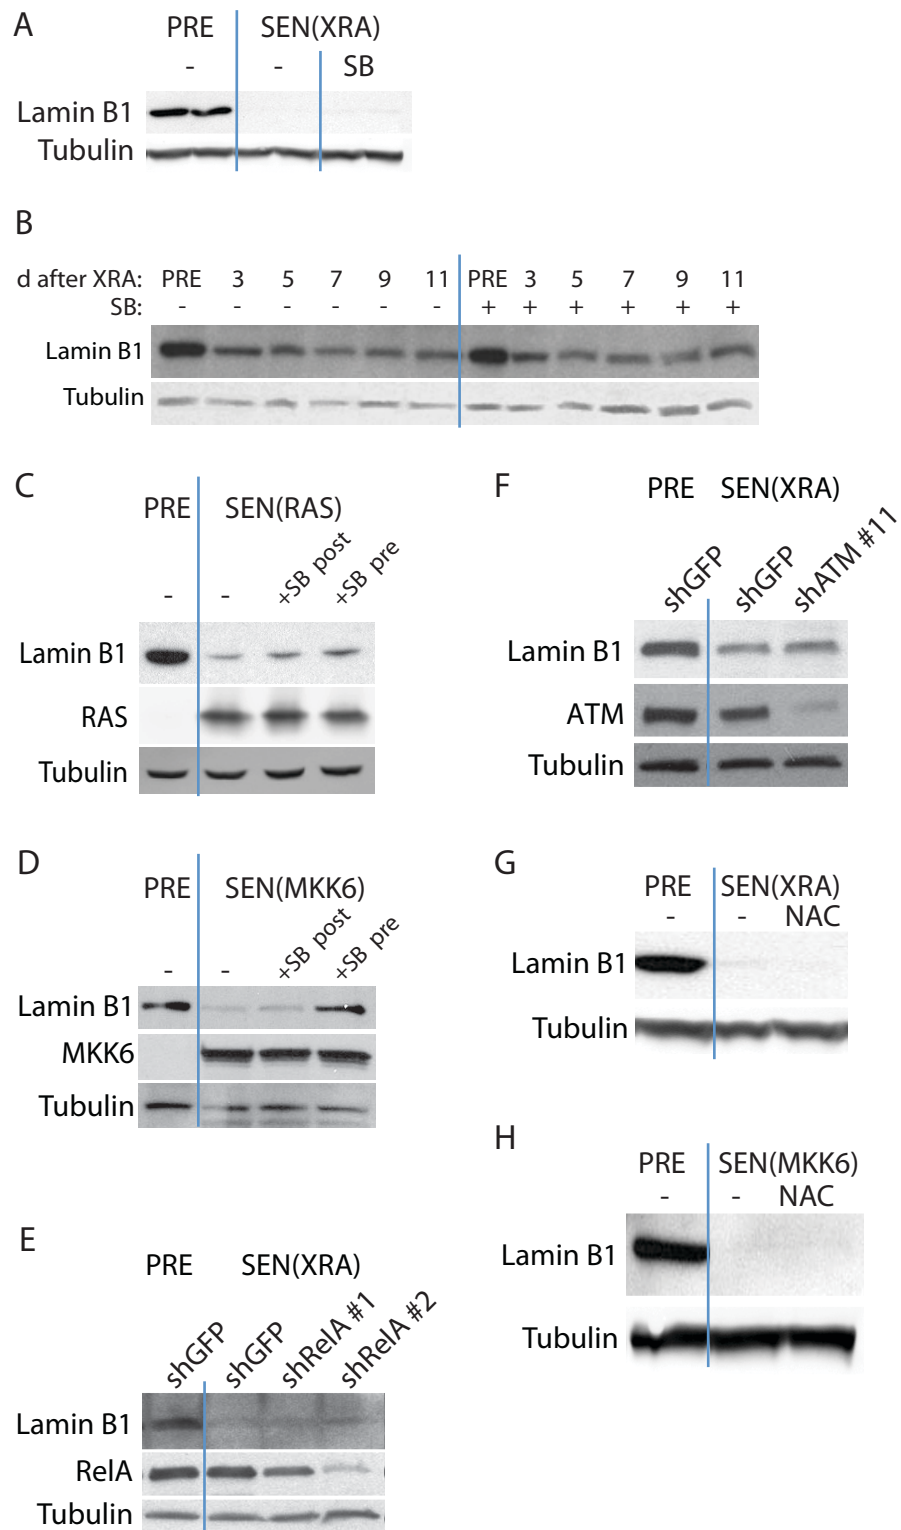 A
PRE SEN(XRA)
- - SB
Lamin B1
Tubulin
B
d after XRA: PRE 3 5 7 9 11 PRE 3 5 7 9 11
SB: - - - - - - + + + + + +
Lamin B1
Tubulin
C
PRE SEN(RAS)
- - +SB post +SB pre
Lamin B1
RAS
Tubulin
D
PRE SEN(MKK6)
- - +SB post +SB pre
Lamin B1
MKK6
Tubulin
E
PRE SEN(XRA)
shGFP shGFP shRelA #1 shRelA #2
Lamin B1
RelA
Tubulin
F
PRE SEN(XRA)
shGFP shGFP shATM #11
Lamin B1
ATM
Tubulin
G
PRE SEN(XRA)
- - NAC
Lamin B1
Tubulin
H
PRE SEN(MKK6)
- - NAC
Lamin B1
Tubulin